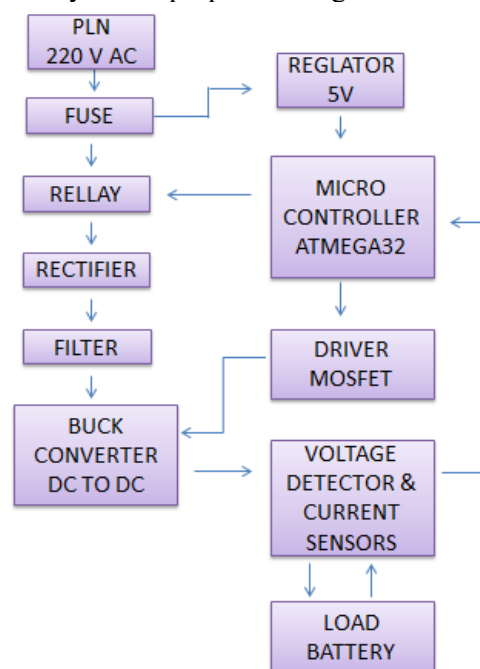 PLN
220 V AC
FUSE
REGLATOR
5V
RELLAY
MICRO
CONTROLLER
ATMEGA32
RECTIFIER
FILTER
DRIVER
MOSFET
BUCK
CONVERTER
DC TO DC
VOLTAGE
DETECTOR &
CURRENT
SENSORS
LOAD
BATTERY